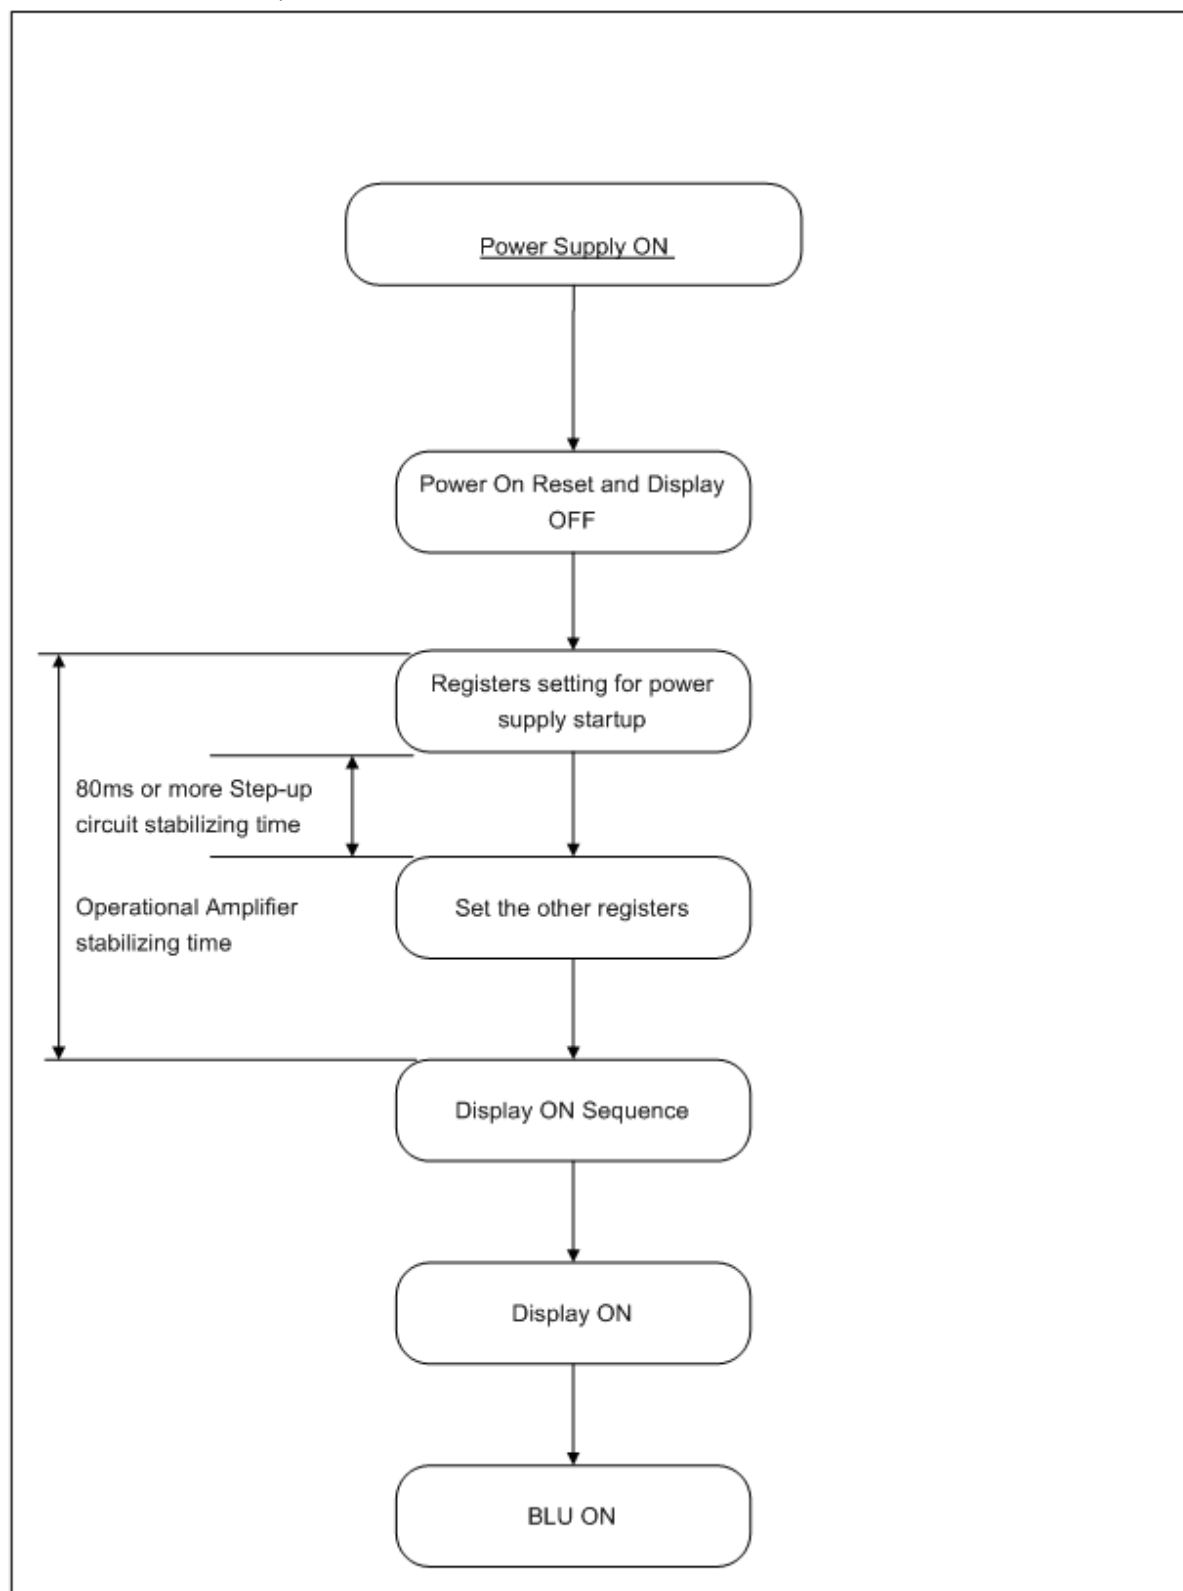 Power Supply ON
Power On Reset and Display
OFF
Registers setting for power
supply startup
80ms or more Step-up
circuit stabilizing time
Operational Amplifier
stabilizing time
Set the other registers
Display ON Sequence
Display ON
BLU ON